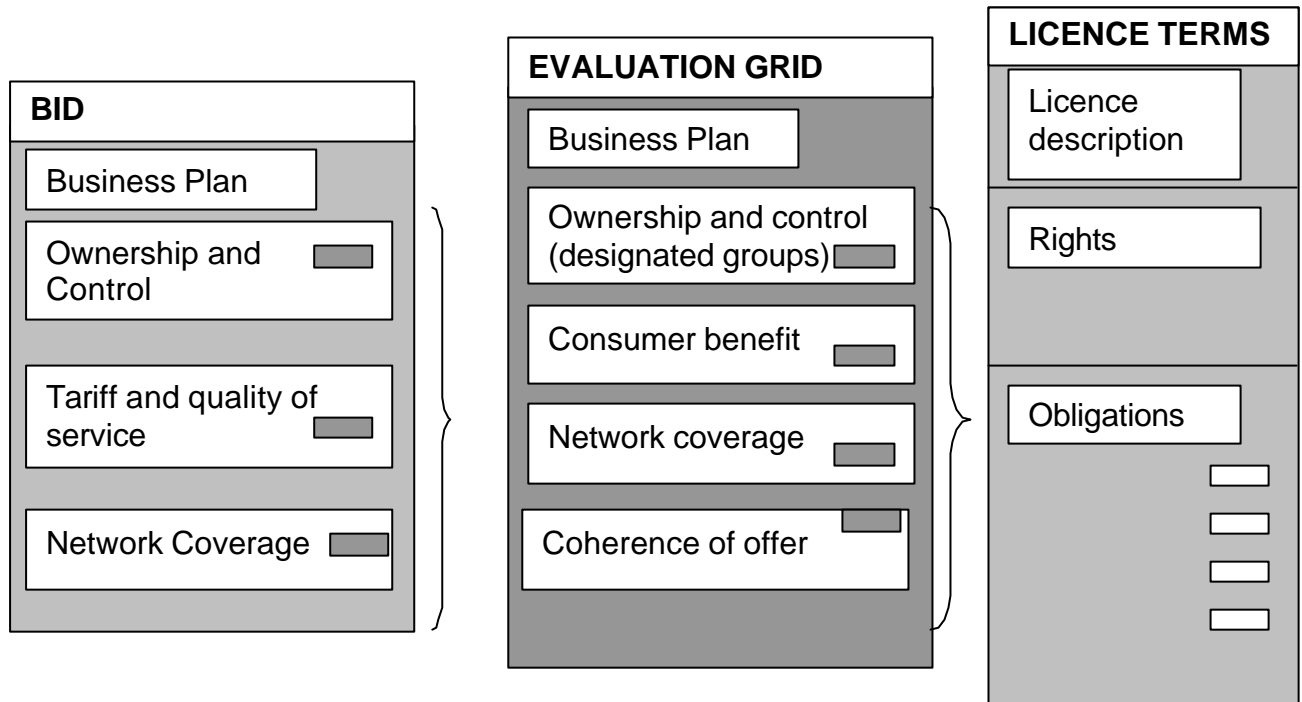 BID
Business Plan
Ownership and
Control
Tariff and quality of
service
Network Coverage
EVALUATION GRID
Business Plan
Ownership and control
(designated groups)
Consumer benefit
Network coverage
Coherence of offer
LICENCE TERMS
Licence
description
Rights
Obligations